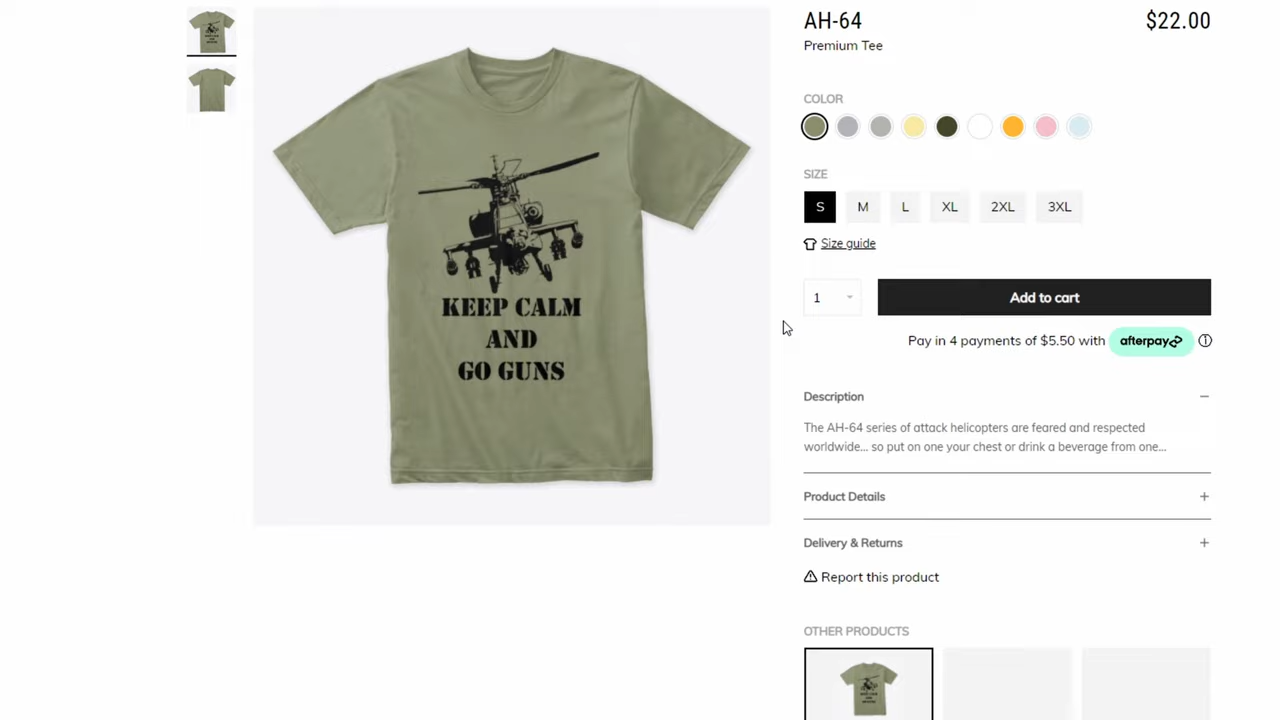 AH-64
$22.00
Premium Tee
COLOR
SIZE
S M L XL 2XL 3XL
Size guide
1
Add to cart
Pay in 4 payments of $5.50 with afterpay
KEEP CALM
AND
GO GUNS
Description
The AH-64 series of attack helicopters are feared and respected
worldwide... so put on one your chest or drink a beverage from one...
Product Details
Delivery & Returns
Report this product
OTHER PRODUCTS